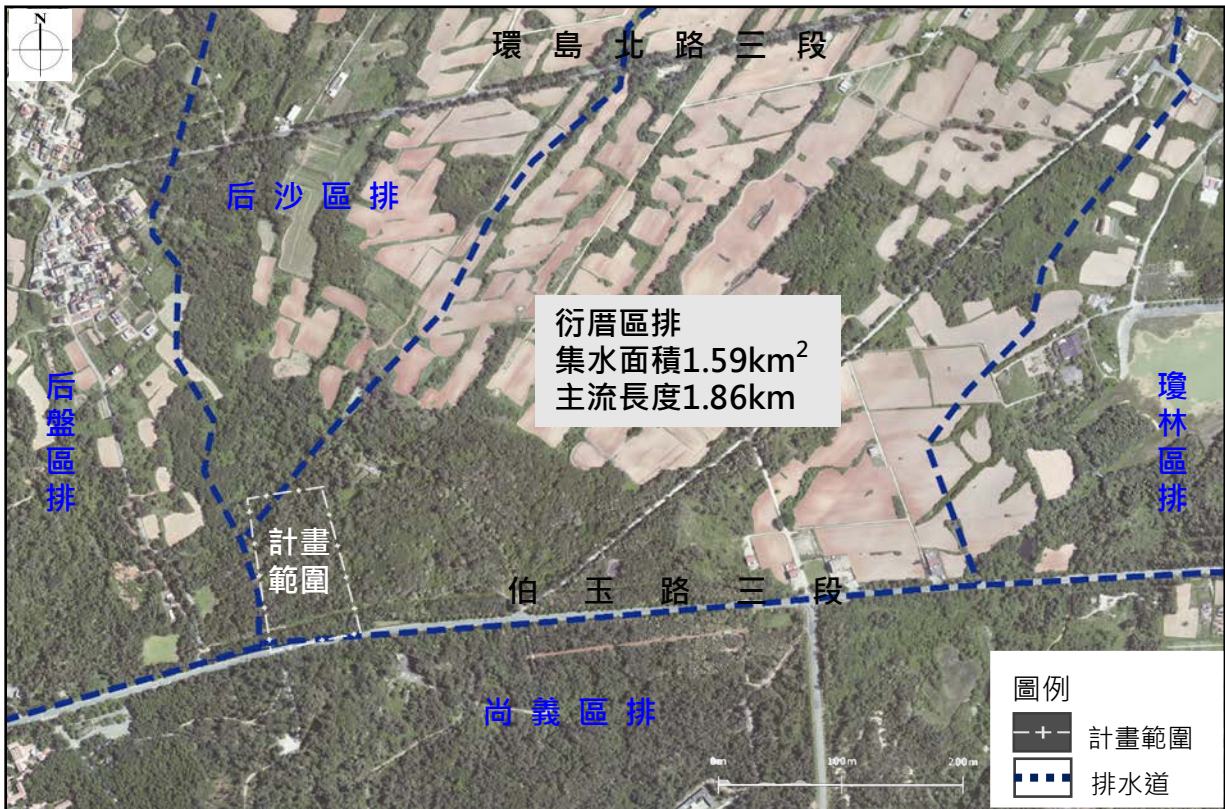 N
環島北路三段
后沙區排
衍厝區排
集水面積1.59km²
主流長度1.86km
后盤區排
瓊林區排
計畫
範圍
伯玉路三段
尚義區排
0m 100m 200m
圖例
計畫範圍
排水道